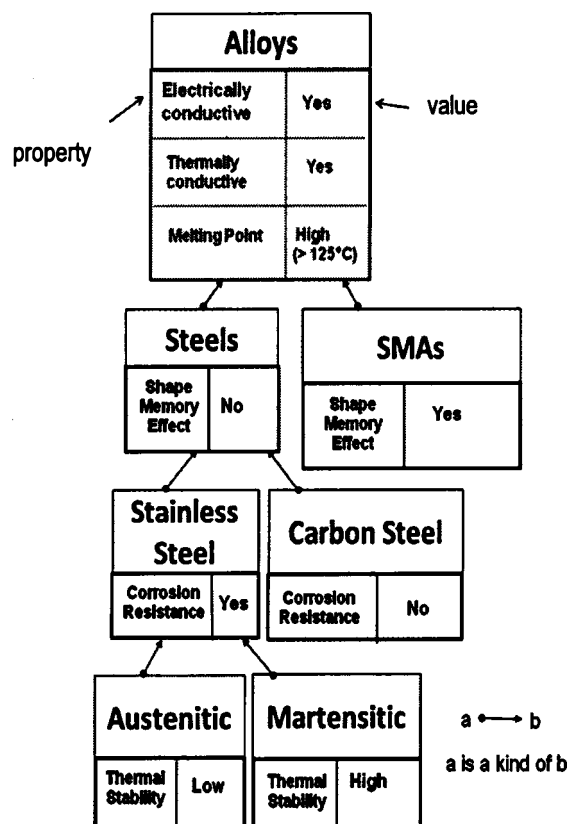 Alloys
Electrically
conductive
Yes
value
property
Thermally
conductive
Yes
Melting Point
High
(> 125°C)
Steels
SMAs
Shape
Memory
Effect
No
Shape
Memory
Effect
Yes
Stainless
Steel
Carbon Steel
Corrosion
Resistance
Yes
Corrosion
Resistance
No
Austenitic
Martensitic
a b
a is a kind of b
Thermal
Stability
Low
Thermal
Stability
High